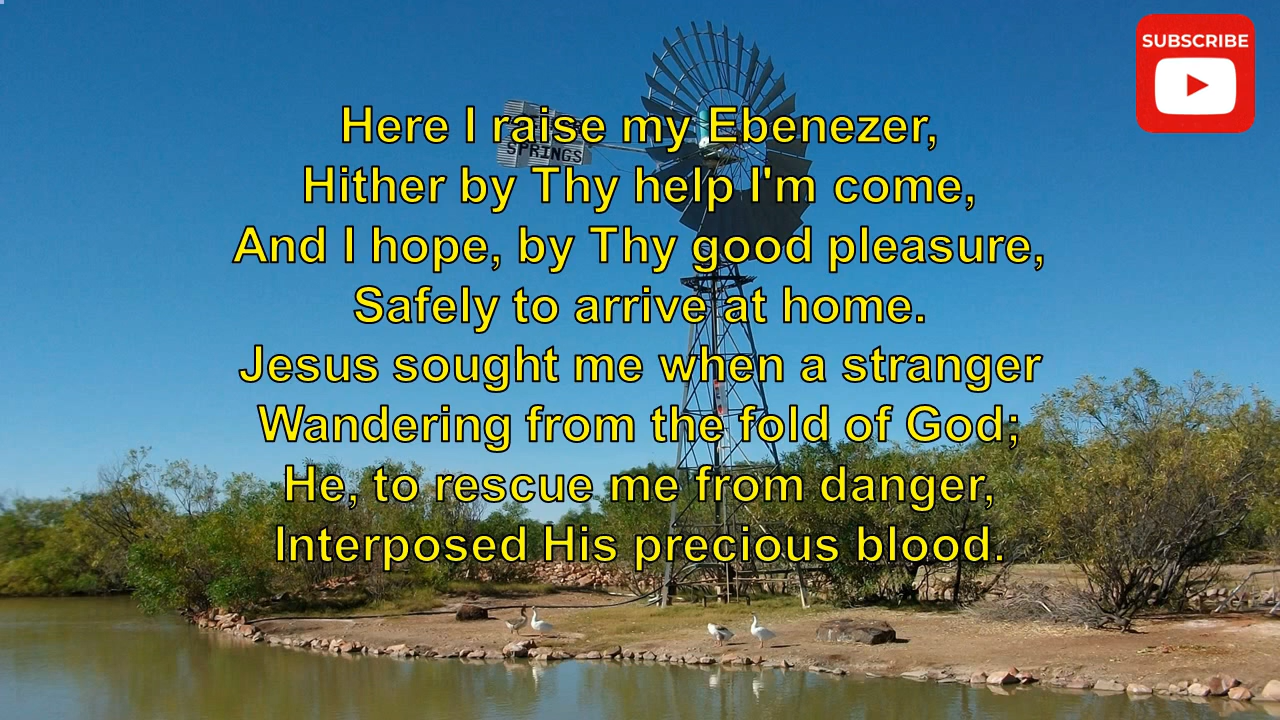 SUBSCRIBE
Here I raise my Ebenezer,
SPRINGS
Hither by Thy help I'm come,
And I hope, by Thy good pleasure,
Safely to arrive at home.
Jesus sought me when a stranger
Wandering from the fold of God;
He, to rescue me from danger,
Interposed His precious blood.